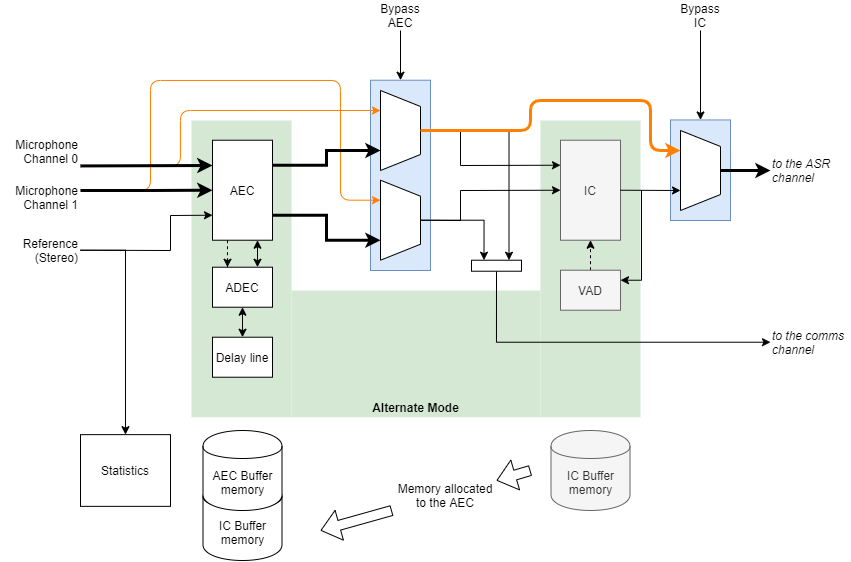 Bypass
AEC
Bypass
IC
Microphone
Channel 0
to the ASR
channel
Microphone
Channel 1
AEC
IC
Reference
(Stereo)
ADEC
VAD
to the comms
channel
Delay line
Alternate Mode
Statistics
AEC Buffer
memory
Memory allocated
to the AEC
IC Buffer
memory
IC Buffer
memory